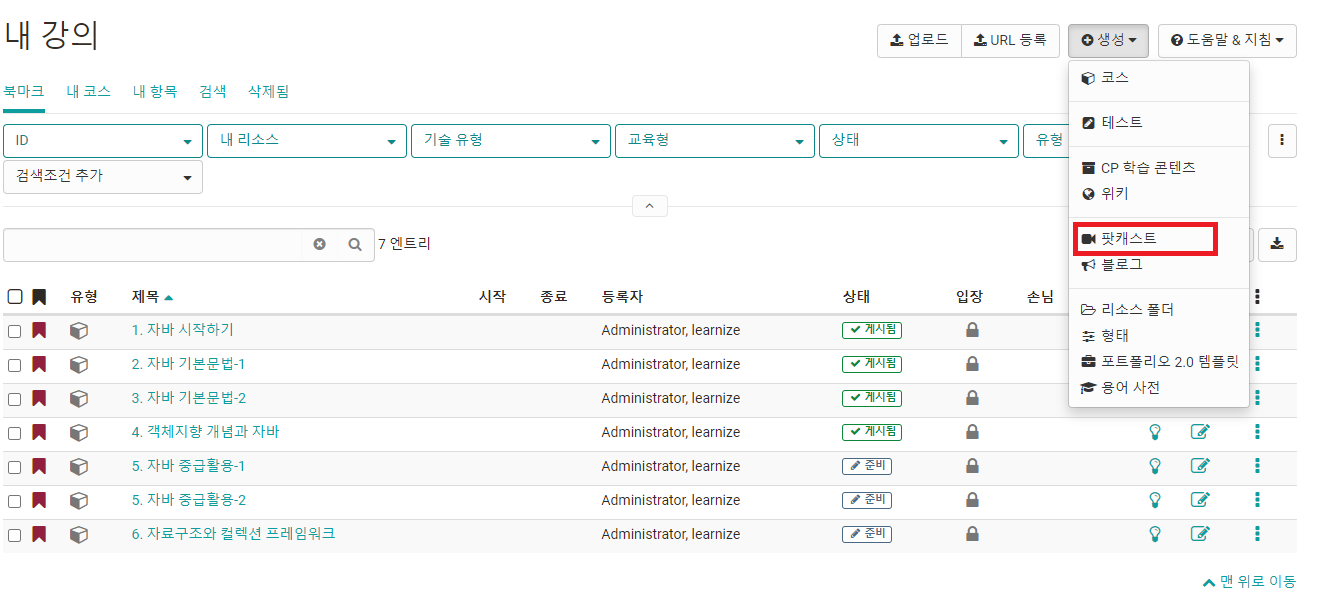 내 강의
업로드 URL 등록 생성 도움말 & 지침
북마크 내 코스 내 항목 검색 삭제됨
ID 내 리소스 기술 유형 교육형 상태 유형
검색조건 추가
7 엔트리
코스
테스트
CP 학습 콘텐츠
위키
팟캐스트
블로그
리소스 폴더
형태
포트폴리오 2.0 템플릿
용어 사전
유형 제목 시작 종료 등록자 상태 입장 손님
1. 자바 시작하기 Administrator, learnize 게시됨
2. 자바 기본문법-1 Administrator, learnize 게시됨
3. 자바 기본문법-2 Administrator, learnize 게시됨
4. 객체지향 개념과 자바 Administrator, learnize 게시됨
5. 자바 중급활용-1 Administrator, learnize 준비
5. 자바 중급활용-2 Administrator, learnize 준비
6. 자료구조와 컬렉션 프레임워크 Administrator, learnize 준비
맨 위로 이동